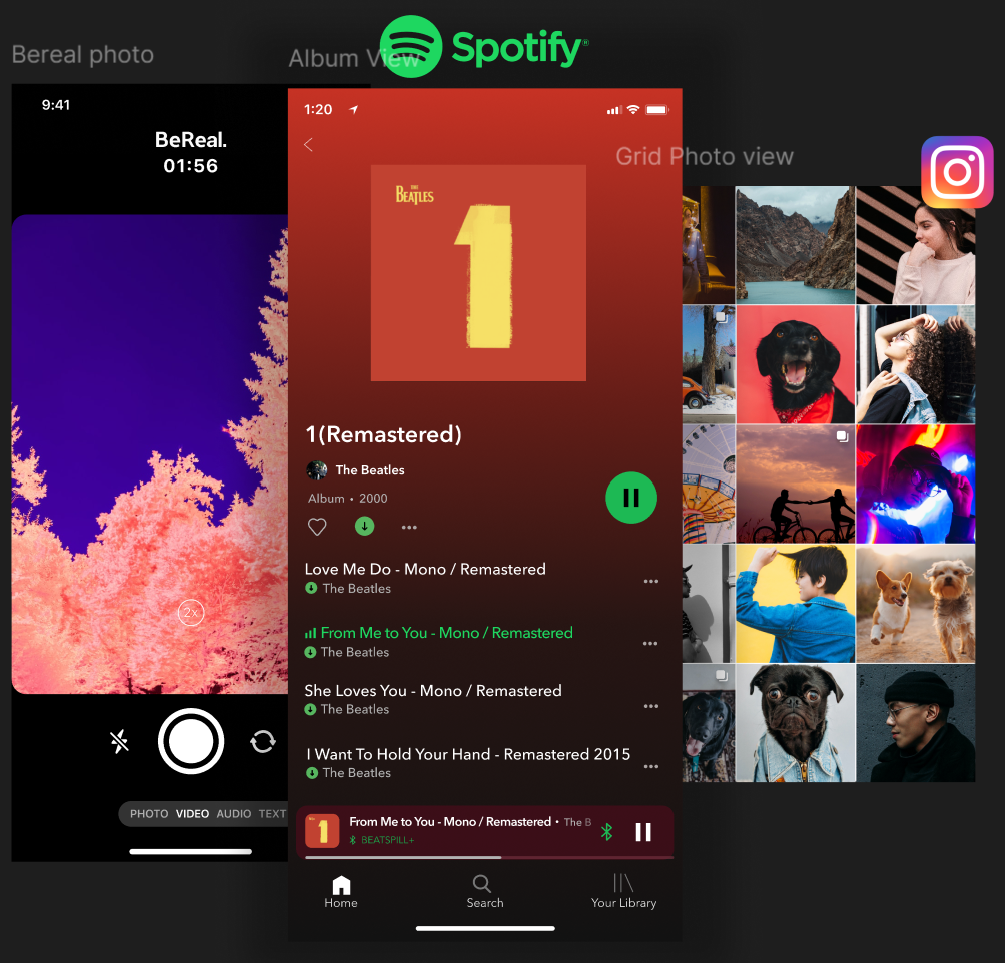 Spotify®
Bereal photo
Album View
Grid Photo view
9:41
BeReal.
01:56
2x
PHOTO VIDEO AUDIO TEXT
1:20
THE
BEATLES
1
1(Remastered)
The Beatles
Album • 2000
Love Me Do - Mono / Remastered
The Beatles
From Me to You - Mono / Remastered
The Beatles
She Loves You - Mono / Remastered
The Beatles
I Want To Hold Your Hand - Remastered 2015
The Beatles
1
From Me to You - Mono / Remastered • The B
BEATSPILL+
Home
Search
Your Library